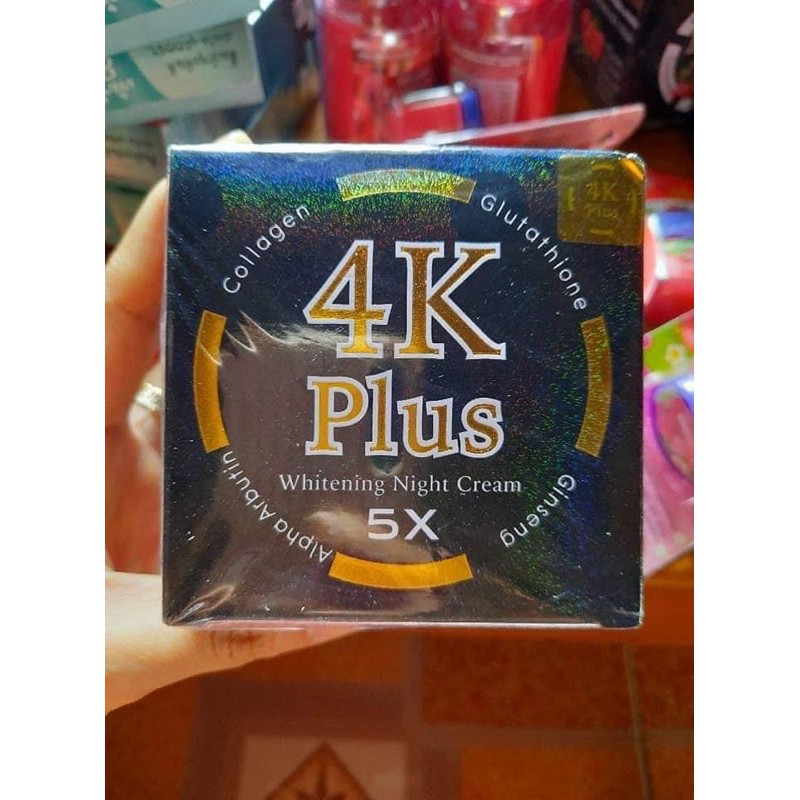 4K
Plus
Collagen
Glutathione
4K
Plus
Whitening Night Cream
5X
Alpha Arbutin
Ginseng